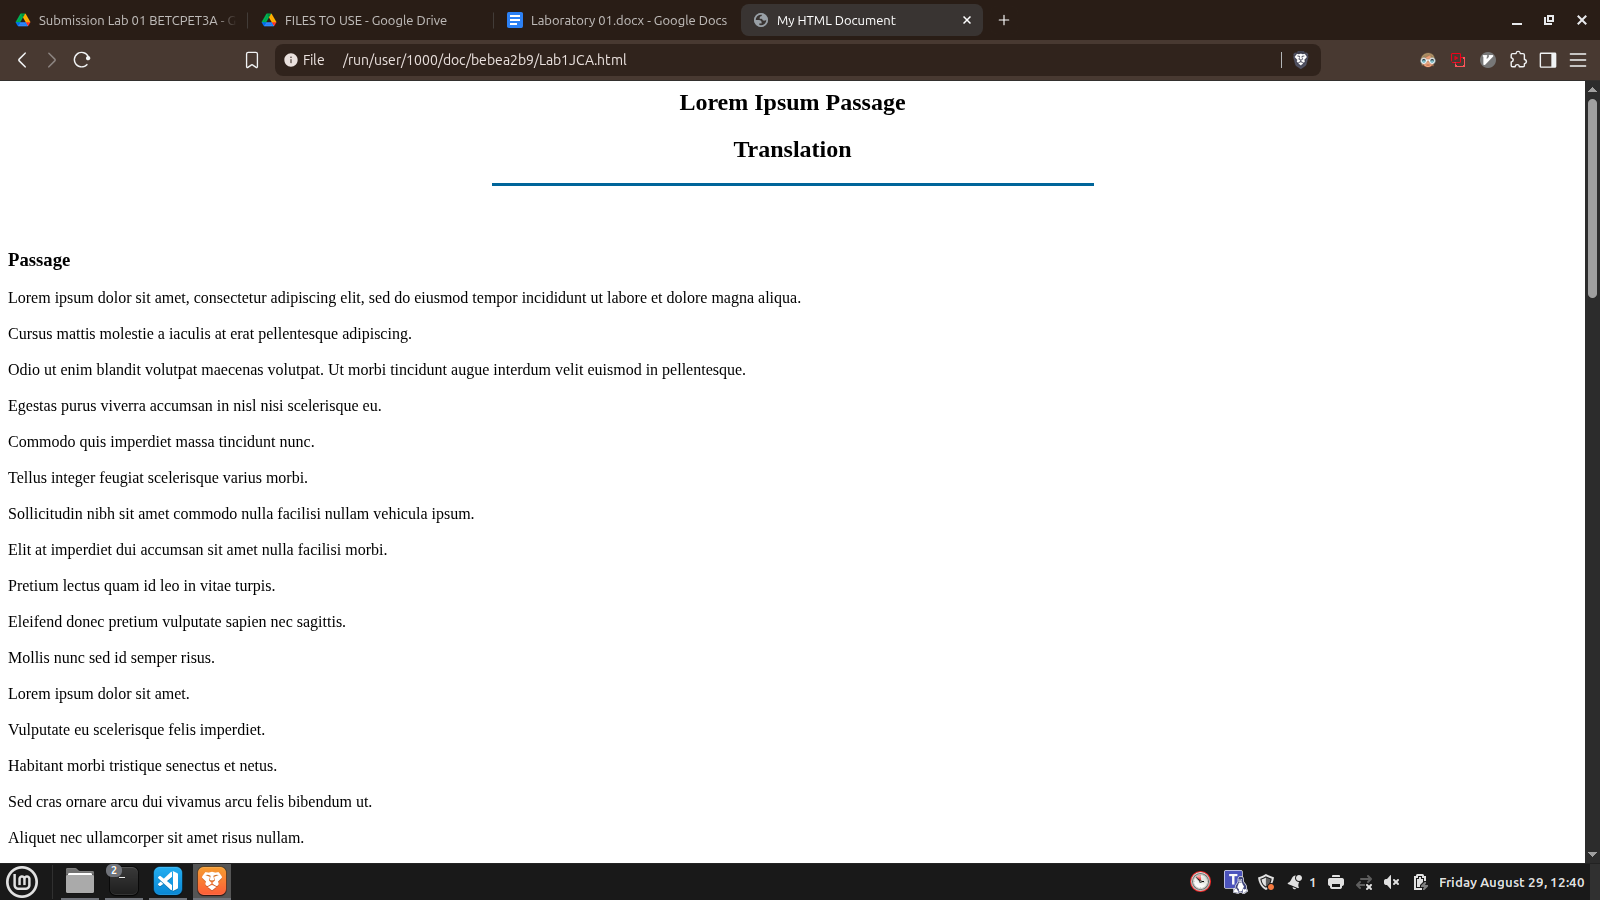 Submission Lab 01 BETCPET3A - G
FILES TO USE - Google Drive
Laboratory 01.docx - Google Docs
My HTML Document
File /run/user/1000/doc/bebea2b9/Lab1JCA.html
Lorem Ipsum Passage
Translation
Passage
Lorem ipsum dolor sit amet, consectetur adipiscing elit, sed do eiusmod tempor incididunt ut labore et dolore magna aliqua.
Cursus mattis molestie a iaculis at erat pellentesque adipiscing.
Odio ut enim blandit volutpat maecenas volutpat. Ut morbi tincidunt augue interdum velit euismod in pellentesque.
Egestas purus viverra accumsan in nisl nisi scelerisque eu.
Commodo quis imperdiet massa tincidunt nunc.
Tellus integer feugiat scelerisque varius morbi.
Sollicitudin nibh sit amet commodo nulla facilisi nullam vehicula ipsum.
Elit at imperdiet dui accumsan sit amet nulla facilisi morbi.
Pretium lectus quam id leo in vitae turpis.
Eleifend donec pretium vulputate sapien nec sagittis.
Mollis nunc sed id semper risus.
Lorem ipsum dolor sit amet.
Vulputate eu scelerisque felis imperdiet.
Habitant morbi tristique senectus et netus.
Sed cras ornare arcu dui vivamus arcu felis bibendum ut.
Aliquet nec ullamcorper sit amet risus nullam.
2
T
1
Friday August 29, 12:40